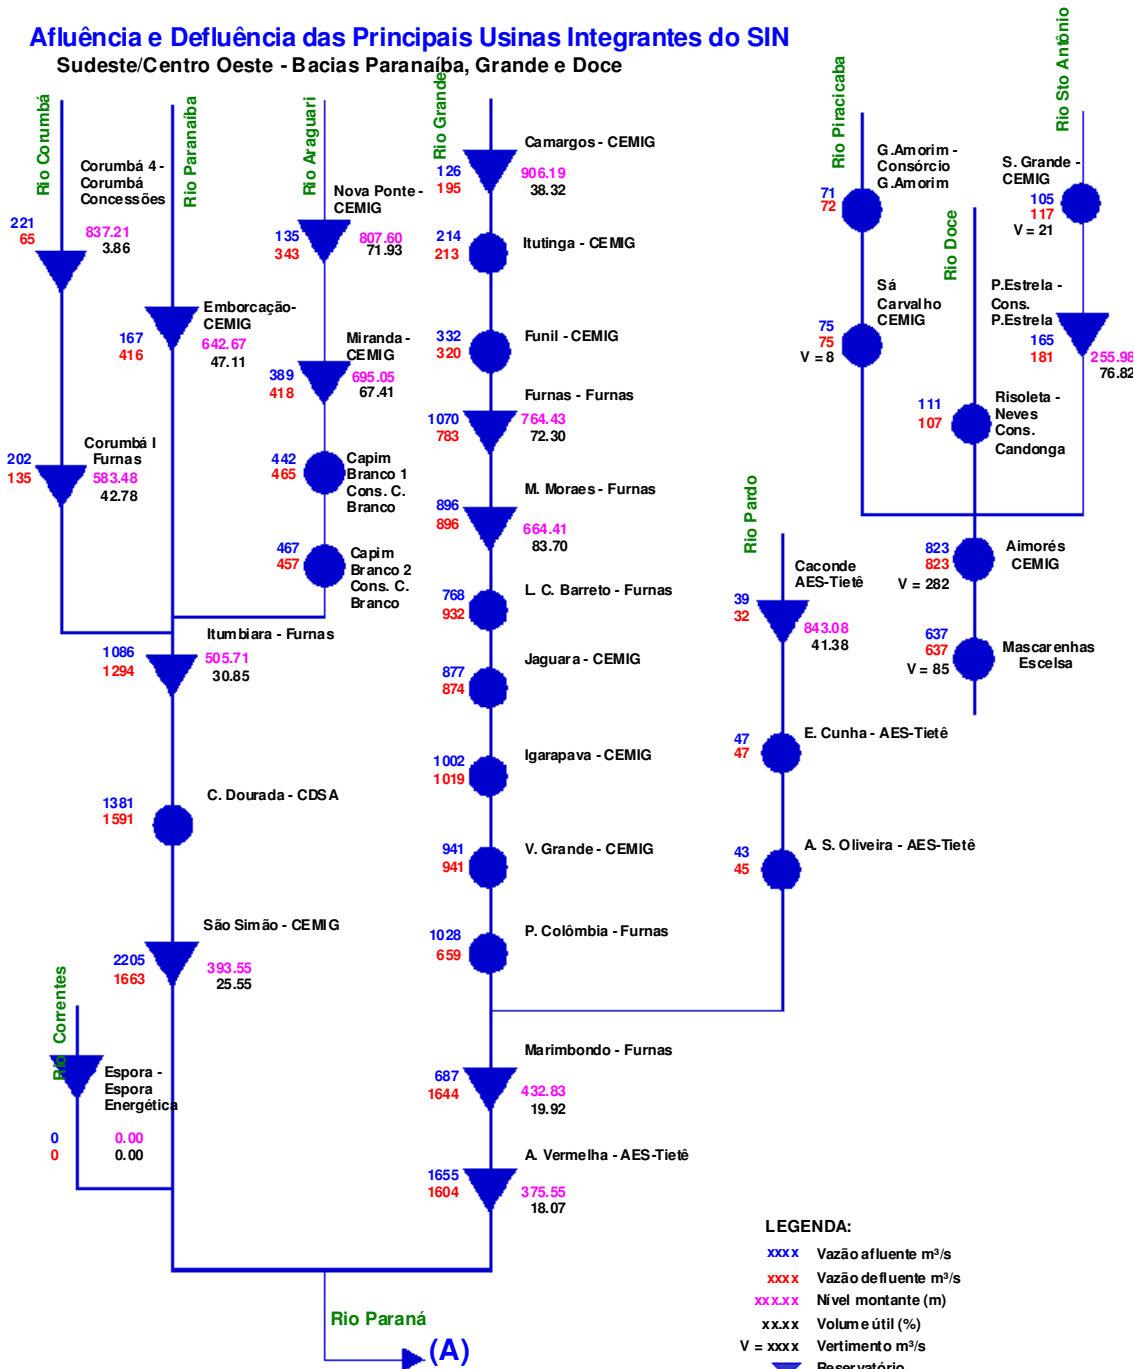 Afluência e Defluência das Principais Usinas Integrantes do SIN
Sudeste/Centro Oeste - Bacias Paranaíba, Grande e Doce
Rio Corumbá
Corumbá 4 -
Corumbá
Concessões
221
65
837.21
3.86
Corumbá I
Furnas
202
135
583.48
42.78
Rio Paranaíba
Emborcação-
CEMIG
167
416
642.67
47.11
Rio Araguari
Nova Ponte -
CEMIG
135
343
807.60
71.93
Miranda -
CEMIG
389
418
695.05
67.41
442
465
Capim
Branco 1
Cons. C.
Branco
467
457
Capim
Branco 2
Cons. C.
Branco
Itumbiara - Furnas
1086
1294
505.71
30.85
C. Dourada - CDSA
1381
1591
São Simão - CEMIG
2205
1663
393.55
25.55
Rio Correntes
Espora -
Espora
Energética
0
0
0.00
0.00
Rio Grande
Camargos - CEMIG
126
195
906.19
38.32
Itutinga - CEMIG
214
213
Funil - CEMIG
332
320
Furnas - Furnas
1070
783
764.43
72.30
M. Moraes - Furnas
896
896
664.41
83.70
L. C. Barreto - Furnas
768
932
Jaguara - CEMIG
877
874
Igarapava - CEMIG
1002
1019
V. Grande - CEMIG
941
941
P. Colômbia - Furnas
1028
659
Marimbondo - Furnas
687
1644
432.83
19.92
A. Vermelha - AES-Tietê
1655
1604
375.55
18.07
Rio Pardo
Caconde
AES-Tietê
39
32
843.08
41.38
E. Cunha - AES-Tietê
47
47
A. S. Oliveira - AES-Tietê
43
45
Rio Piracicaba
G.Amorim -
Consórcio
G.Amorim
71
72
Sá
Carvalho
CEMIG
75
75
V = 8
Rio Doce
Risoleta -
Neves
Cons.
Candonga
111
107
Rio Sto Antônio
S. Grande -
CEMIG
105
117
V = 21
P.Estrela -
Cons.
P.Estrela
165
181
255.98
76.82
Aimorés
CEMIG
823
823
V = 282
Mascarenhas
Escelsa
637
637
V = 85
Rio Paraná
(A)
LEGENDA:
xxxx Vazão afluente m³/s
xxxx Vazão defluente m³/s
xxx.xx Nível montante (m)
xx.xx Volume útil (%)
V = xxxx Vertimento m³/s
Reservatório